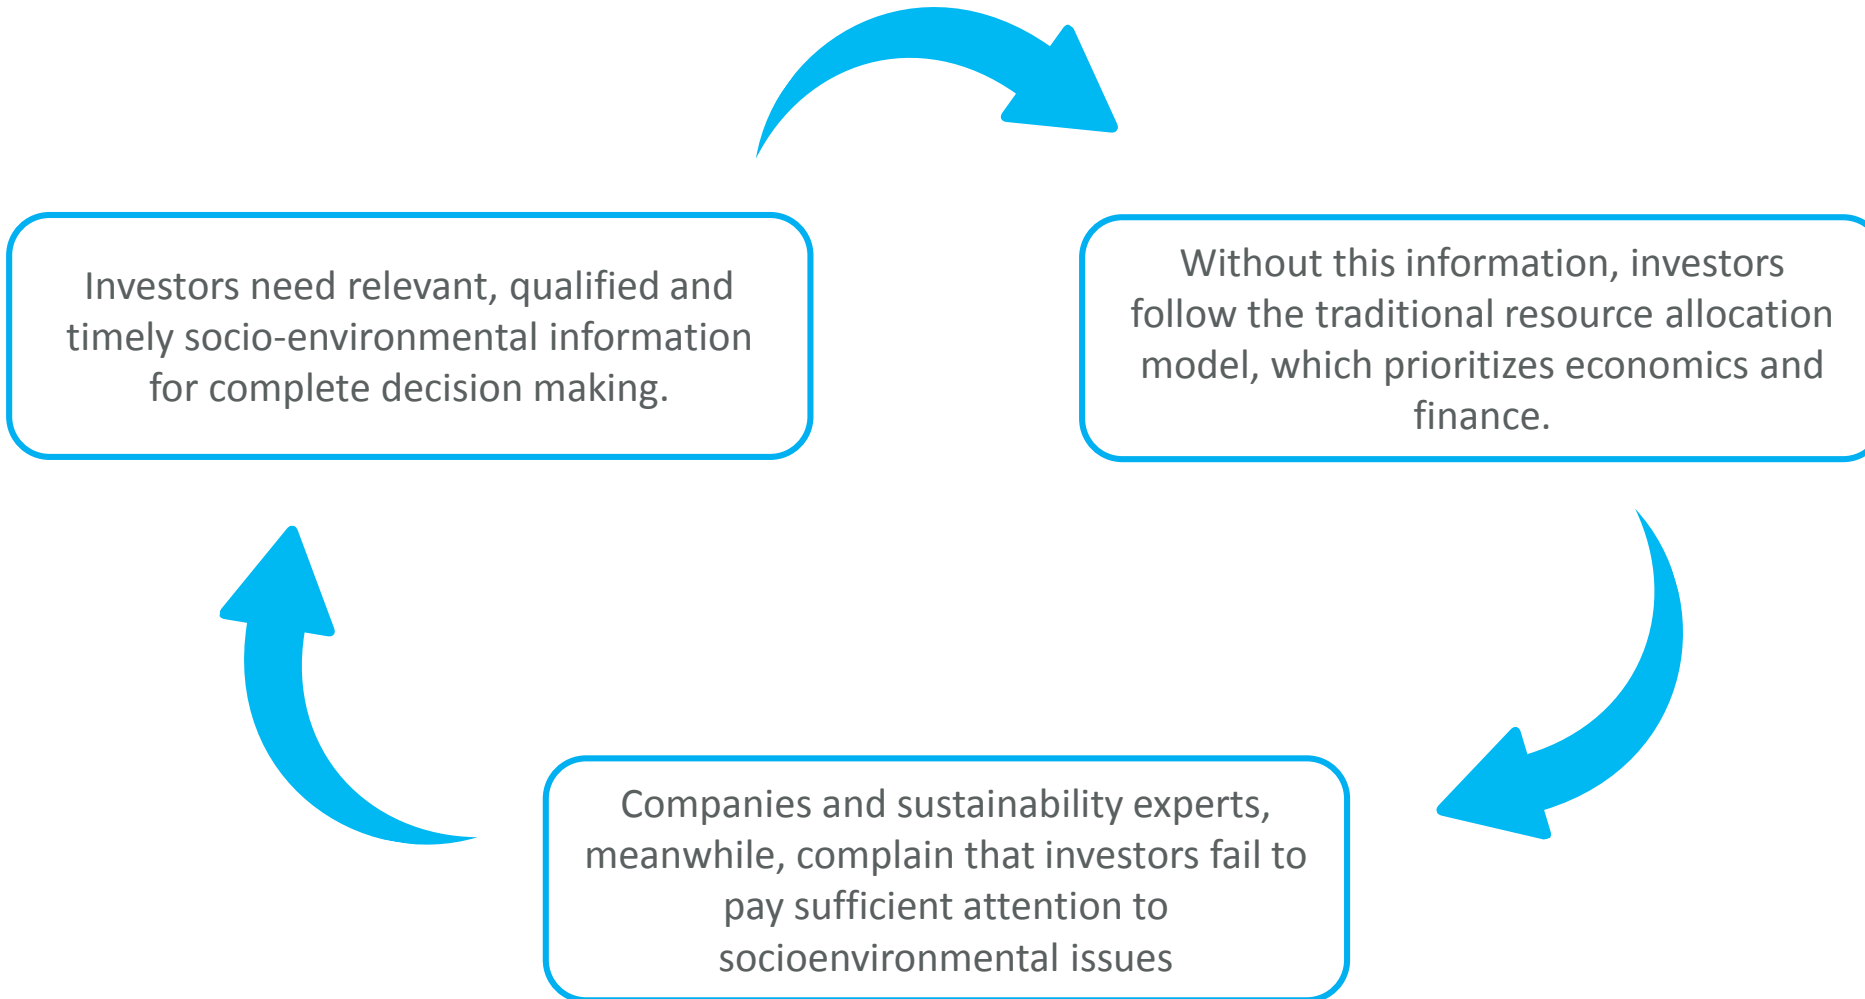 Investors need relevant, qualified and
timely socio-environmental information
for complete decision making.
Without this information, investors
follow the traditional resource allocation
model, which prioritizes economics and
finance.
Companies and sustainability experts,
meanwhile, complain that investors fail to
pay sufficient attention to
socioenvironmental issues